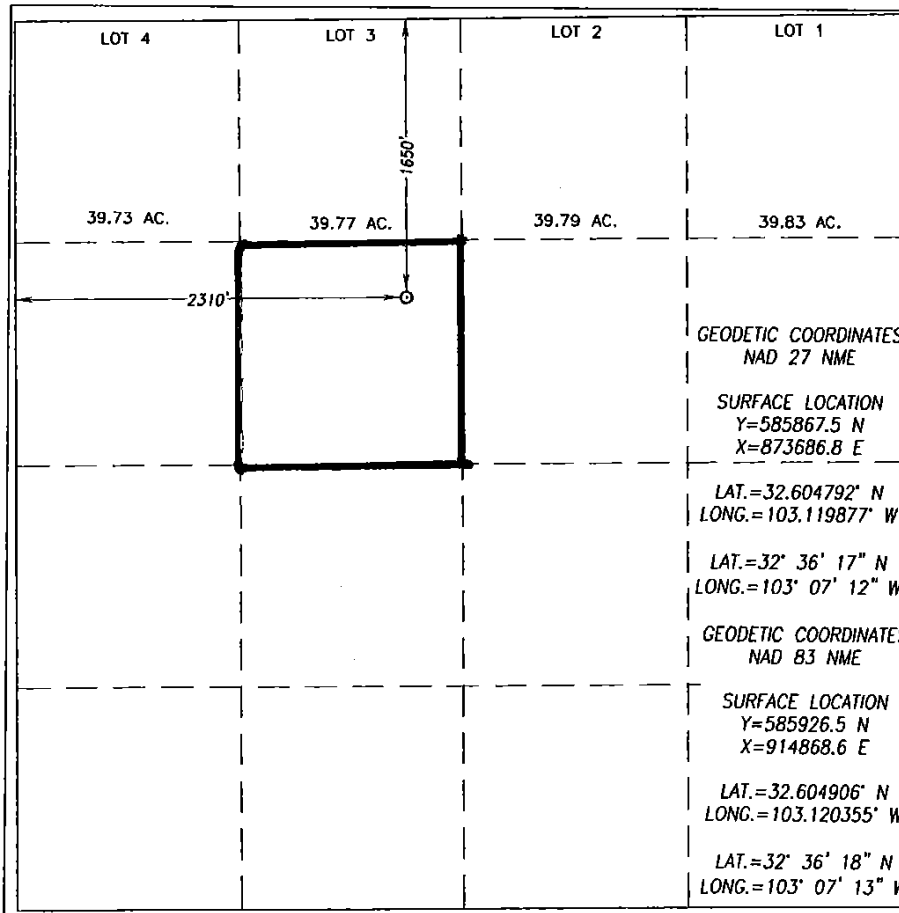 LOT 4
LOT 3
LOT 2
LOT 1
1650'
39.73 AC.
39.77 AC.
39.79 AC.
39.83 AC.
2310'
GEODETIC COORDINATES
NAD 27 NME
SURFACE LOCATION
Y=585867.5 N
X=873686.8 E
LAT.=32.604792° N
LONG.=103.119877° W
LAT.=32° 36' 17" N
LONG.=103° 07' 12" W
GEODETIC COORDINATES
NAD 83 NME
SURFACE LOCATION
Y=585926.5 N
X=914868.6 E
LAT.=32.604906° N
LONG.=103.120355° W
LAT.=32° 36' 18" N
LONG.=103° 07' 13" W